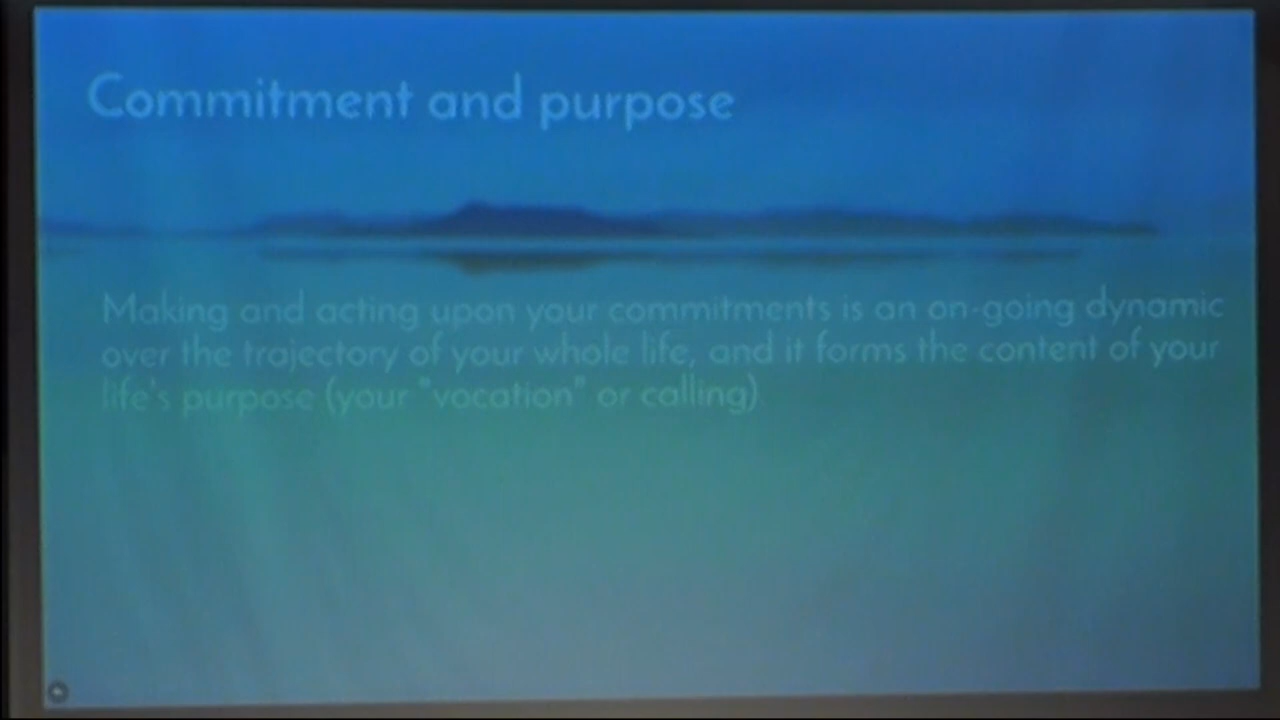 Commitment and purpose
Making and acting upon your commitments is an on-going dynamic
over the trajectory of your whole life, and it forms the content of your
life's purpose (your "vocation" or calling)